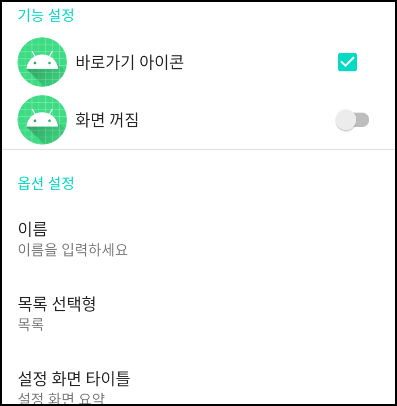 기능 설정
바로가기 아이콘
화면 꺼짐
옵션 설정
이름
이름을 입력하세요
목록 선택형
목록
설정 화면 타이틀
설정 화면 요약